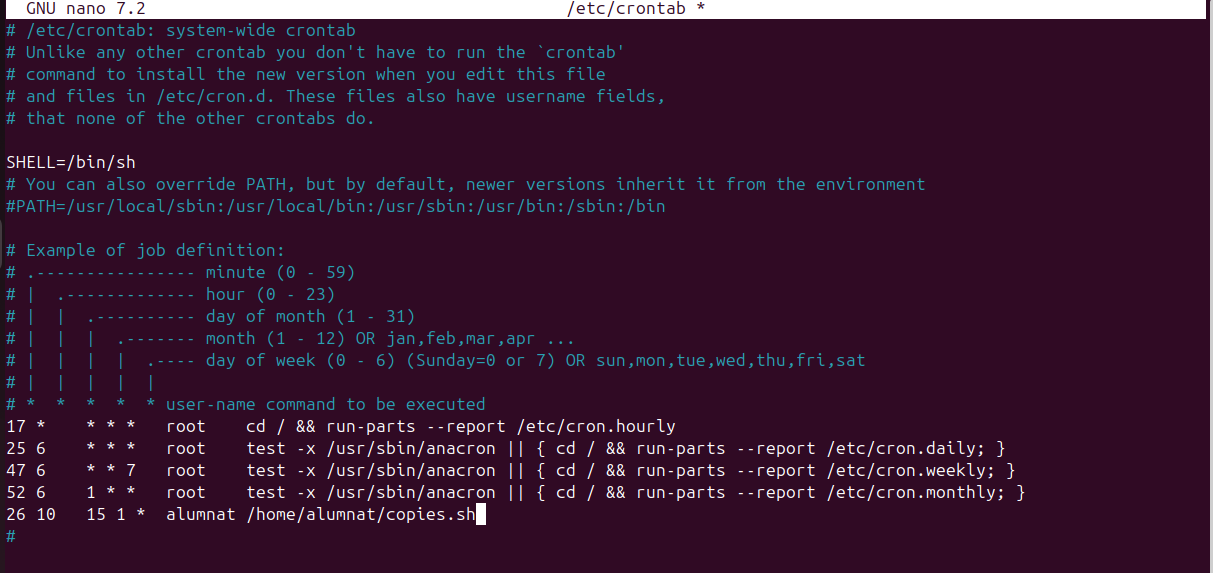 GNU nano 7.2 /etc/crontab *
# /etc/crontab: system-wide crontab
# Unlike any other crontab you don't have to run the `crontab'
# command to install the new version when you edit this file
# and files in /etc/cron.d. These files also have username fields,
# that none of the other crontabs do.

SHELL=/bin/sh
# You can also override PATH, but by default, newer versions inherit it from the environment
#PATH=/usr/local/sbin:/usr/local/bin:/usr/sbin:/usr/bin:/sbin:/bin

# Example of job definition:
# .---------------- minute (0 - 59)
# |  .------------- hour (0 - 23)
# |  |  .---------- day of month (1 - 31)
# |  |  |  .------- month (1 - 12) OR jan,feb,mar,apr ...
# |  |  |  |  .---- day of week (0 - 6) (Sunday=0 or 7) OR sun,mon,tue,wed,thu,fri,sat
# |  |  |  |  |
# *  *  *  *  * user-name command to be executed
17 *    * * *   root    cd / && run-parts --report /etc/cron.hourly
25 6    * * *   root    test -x /usr/sbin/anacron || { cd / && run-parts --report /etc/cron.daily; }
47 6    * * 7   root    test -x /usr/sbin/anacron || { cd / && run-parts --report /etc/cron.weekly; }
52 6    1 * *   root    test -x /usr/sbin/anacron || { cd / && run-parts --report /etc/cron.monthly; }
26 10   15 1 *  alumnat /home/alumnat/copies.sh
#